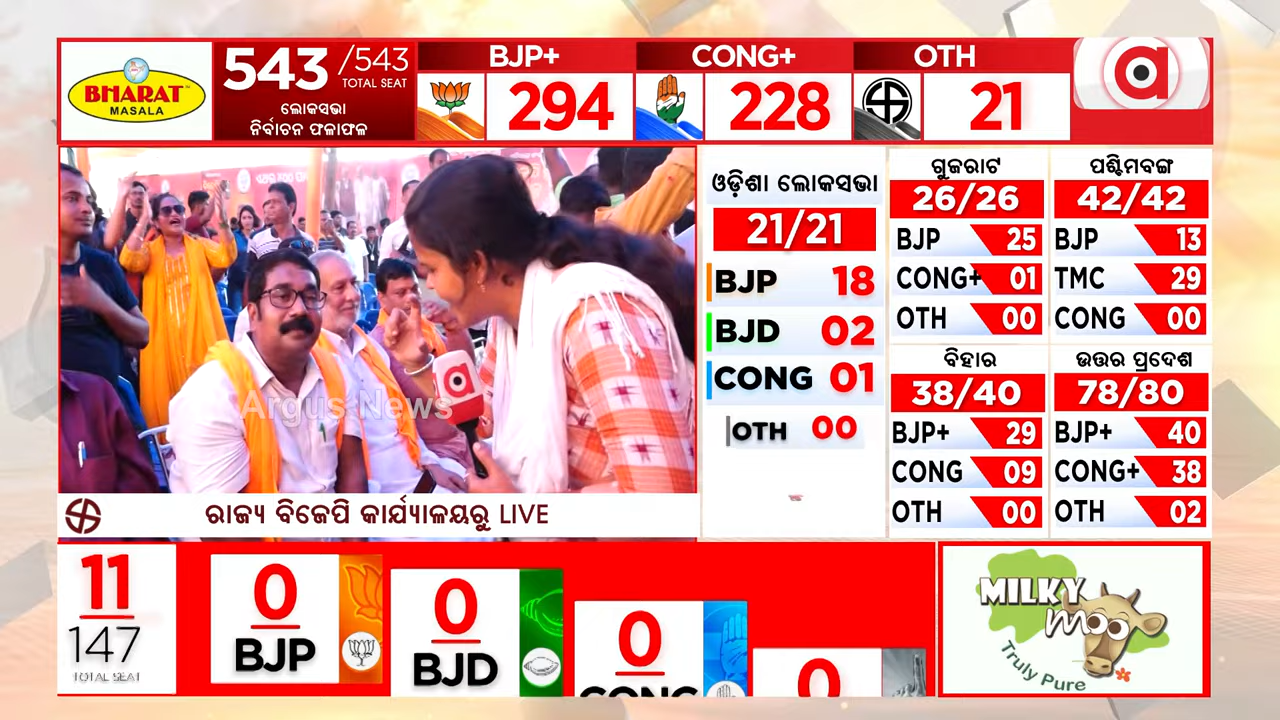 BHARAT
MASALA
543 /543
TOTAL SEAT
ଲୋକସଭା
ନିର୍ବାଚନ ଫଳାଫଳ
BJP+
294
CONG+
228
OTH
21
a
Argus News
a
ରାଜ୍ୟ ବିଜେପି କାର୍ଯ୍ୟାଳୟରୁ LIVE
ଓଡ଼ିଶା ଲୋକସଭା
21/21
BJP 18
BJD 02
CONG 01
OTH 00
ଗୁଜରାଟ
26/26
BJP 25
CONG+ 01
OTH 00
ପଶ୍ଚିମବଙ୍ଗ
42/42
BJP 13
TMC 29
CONG 00
ବିହାର
38/40
BJP+ 29
CONG 09
OTH 00
ଉତ୍ତର ପ୍ରଦେଶ
78/80
BJP+ 40
CONG+ 38
OTH 02
11
147
TOTAL SEAT
0
BJP
0
BJD
0
CONG
0
MILKY
MOO
Truly Pure